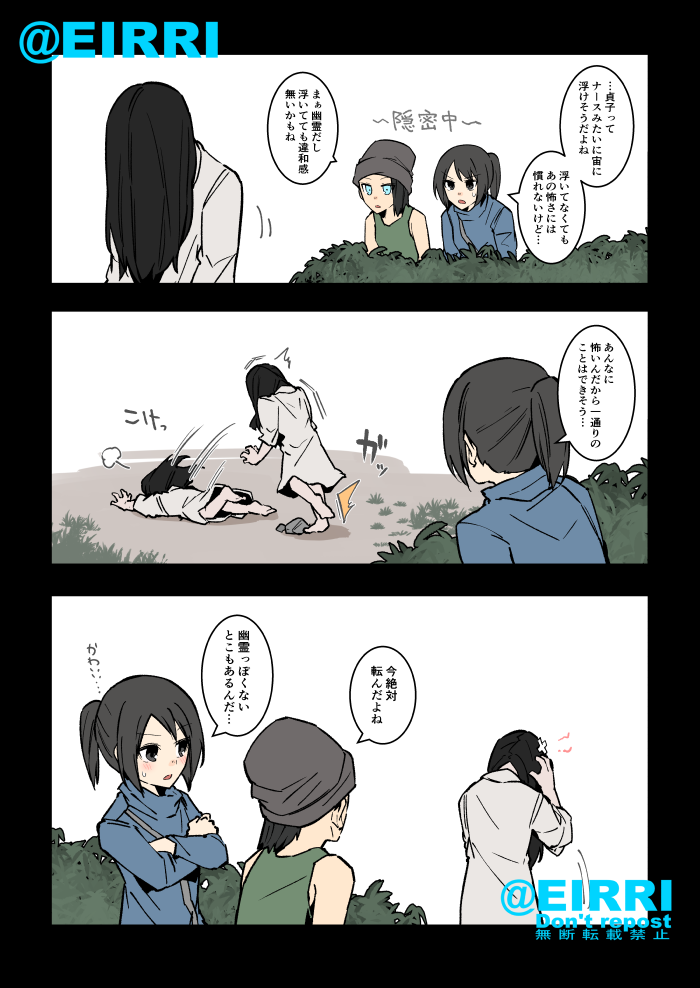 @EIRRI
…貞子って
ナースみたいに宙に
浮けそうだよね
浮いてなくても
あの怖さには
慣れないけど…
〜隠密中〜
まぁ幽霊だし
浮いてても違和感
無いかもね
あんなに
怖いんだから一通りの
ことはできそう…
ガッ
こけっ
今絶対
転んだよね
幽霊っぽくない
とこもあるんだ…
かわ…
@EIRRI
Don't repost
無断転載禁止